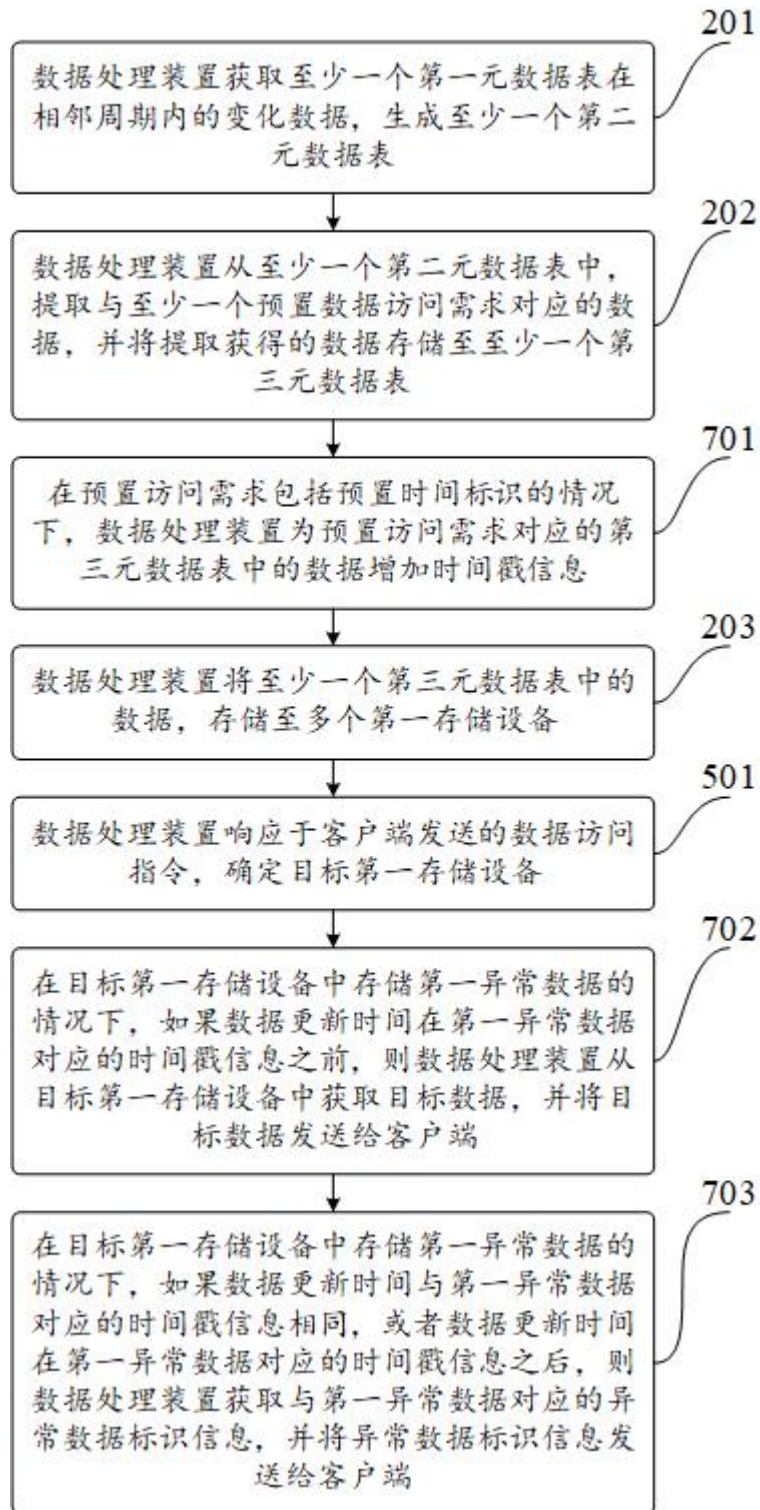 201
数据处理装置获取至少一个第一元数据表在
相邻周期内的变化数据，生成至少一个第二
元数据表
202
数据处理装置从至少一个第二元数据表中，
提取与至少一个预置数据访问需求对应的数
据，并将提取获得的数据存储至至少一个第
三元数据表
701
在预置访问需求包括预置时间标识的情况
下，数据处理装置为预置访问需求对应的第
三元数据表中的数据增加时间戳信息
203
数据处理装置将至少一个第三元数据表中的
数据，存储至多个第一存储设备
501
数据处理装置响应于客户端发送的数据访问
指令，确定目标第一存储设备
702
在目标第一存储设备中存储第一异常数据的
情况下，如果数据更新时间在第一异常数据
对应的时间戳信息之前，则数据处理装置从
目标第一存储设备中获取目标数据，并将目
标数据发送给客户端
703
在目标第一存储设备中存储第一异常数据的
情况下，如果数据更新时间与第一异常数据
对应的时间戳信息相同，或者数据更新时间
在第一异常数据对应的时间戳信息之后，则
数据处理装置获取与第一异常数据对应的异
常数据标识信息，并将异常数据标识信息发
送给客户端